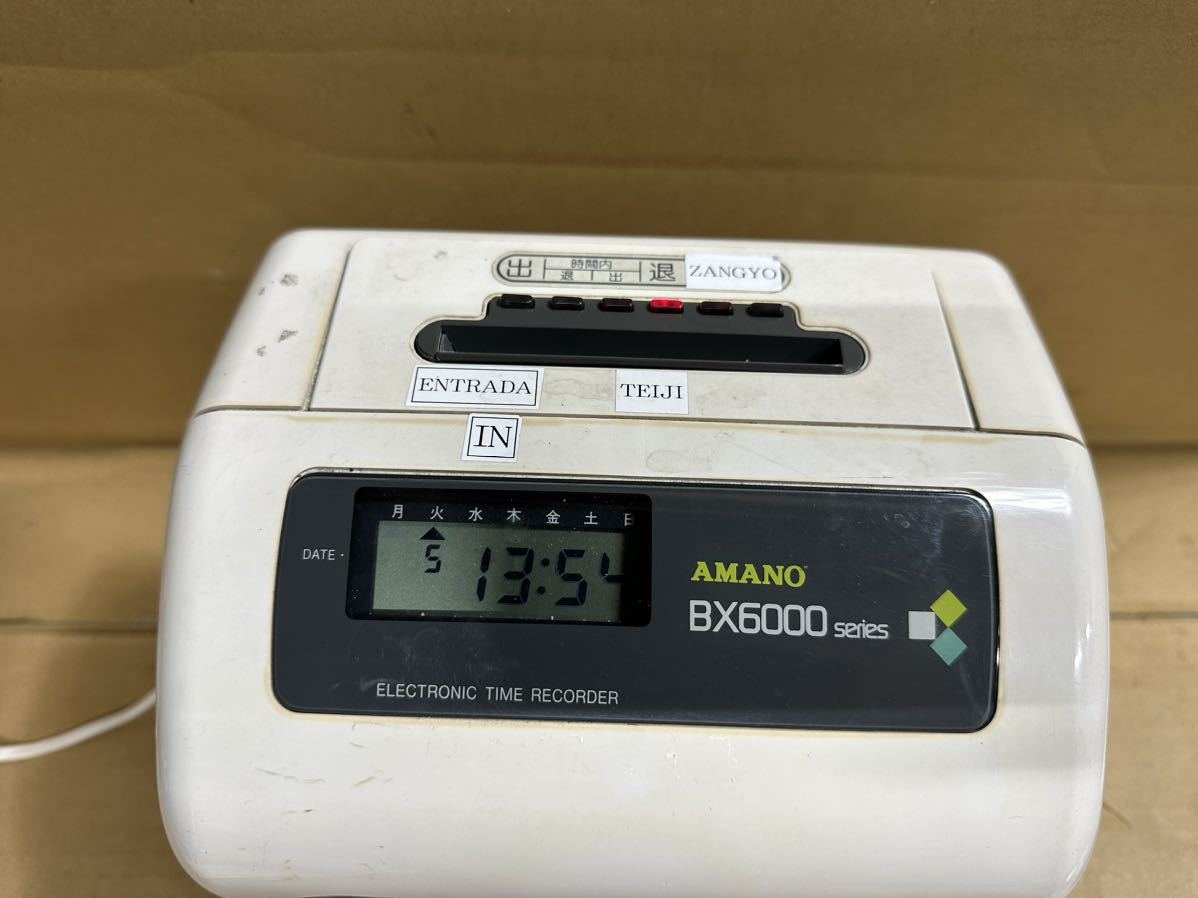 出 時間内 退 ZANGYO
退 出
ENTRADA TEIJI
IN
月 火 水 木 金 土 日
DATE
5 13:54
AMANO
BX6000 series
ELECTRONIC TIME RECORDER